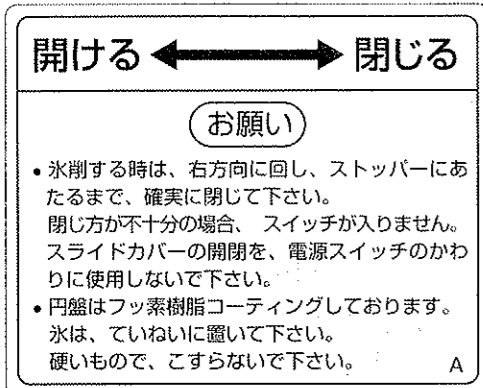 開ける ⟷ 閉じる
お願い
• 氷削する時は、右方向に回し、ストッパーにあ
たるまで、確実に閉じて下さい。
閉じ方が不十分の場合、 スイッチが入りません。
スライドカバーの開閉を、電源スイッチのかわ
りに使用しないで下さい。
• 円盤はフッ素樹脂コーティングしております。
氷は、ていねいに置いて下さい。
硬いもので、こすらないで下さい。
A